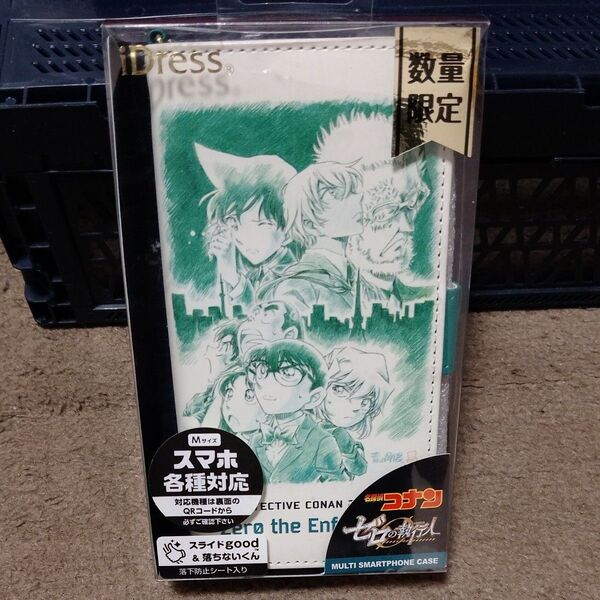 iDress®
数量
限定
Mサイズ
スマホ
各種対応
対応機種は裏面の
QRコードから
必ずご確認下さい
スライドgood
&落ちないくん
落下防止シート入り
ECTIVE CONAN
Zero the Enf
名探偵コナン
ゼロの執行人
MULTI SMARTPHONE CASE